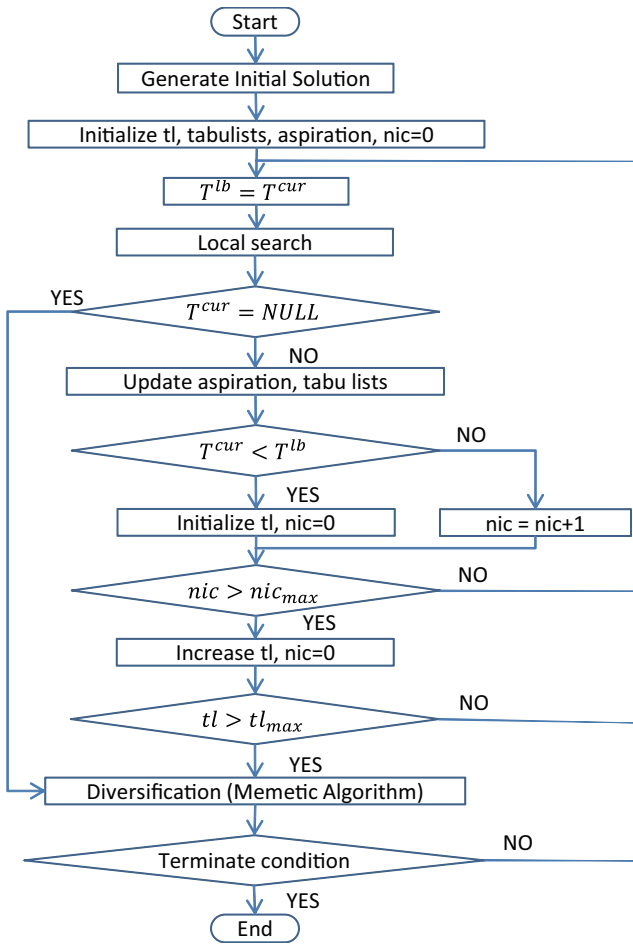 Start
Generate Initial Solution
Initialize tl, tabulists, aspiration, nic=0
T^{lb} = T^{cur}
Local search
YES
T^{cur} = NULL
NO
Update aspiration, tabu lists
NO
T^{cur} < T^{lb}
YES
Initialize tl, nic=0
nic = nic+1
NO
nic > nic_{max}
YES
Increase tl, nic=0
NO
tl > tl_{max}
YES
Diversification (Memetic Algorithm)
NO
Terminate condition
YES
End